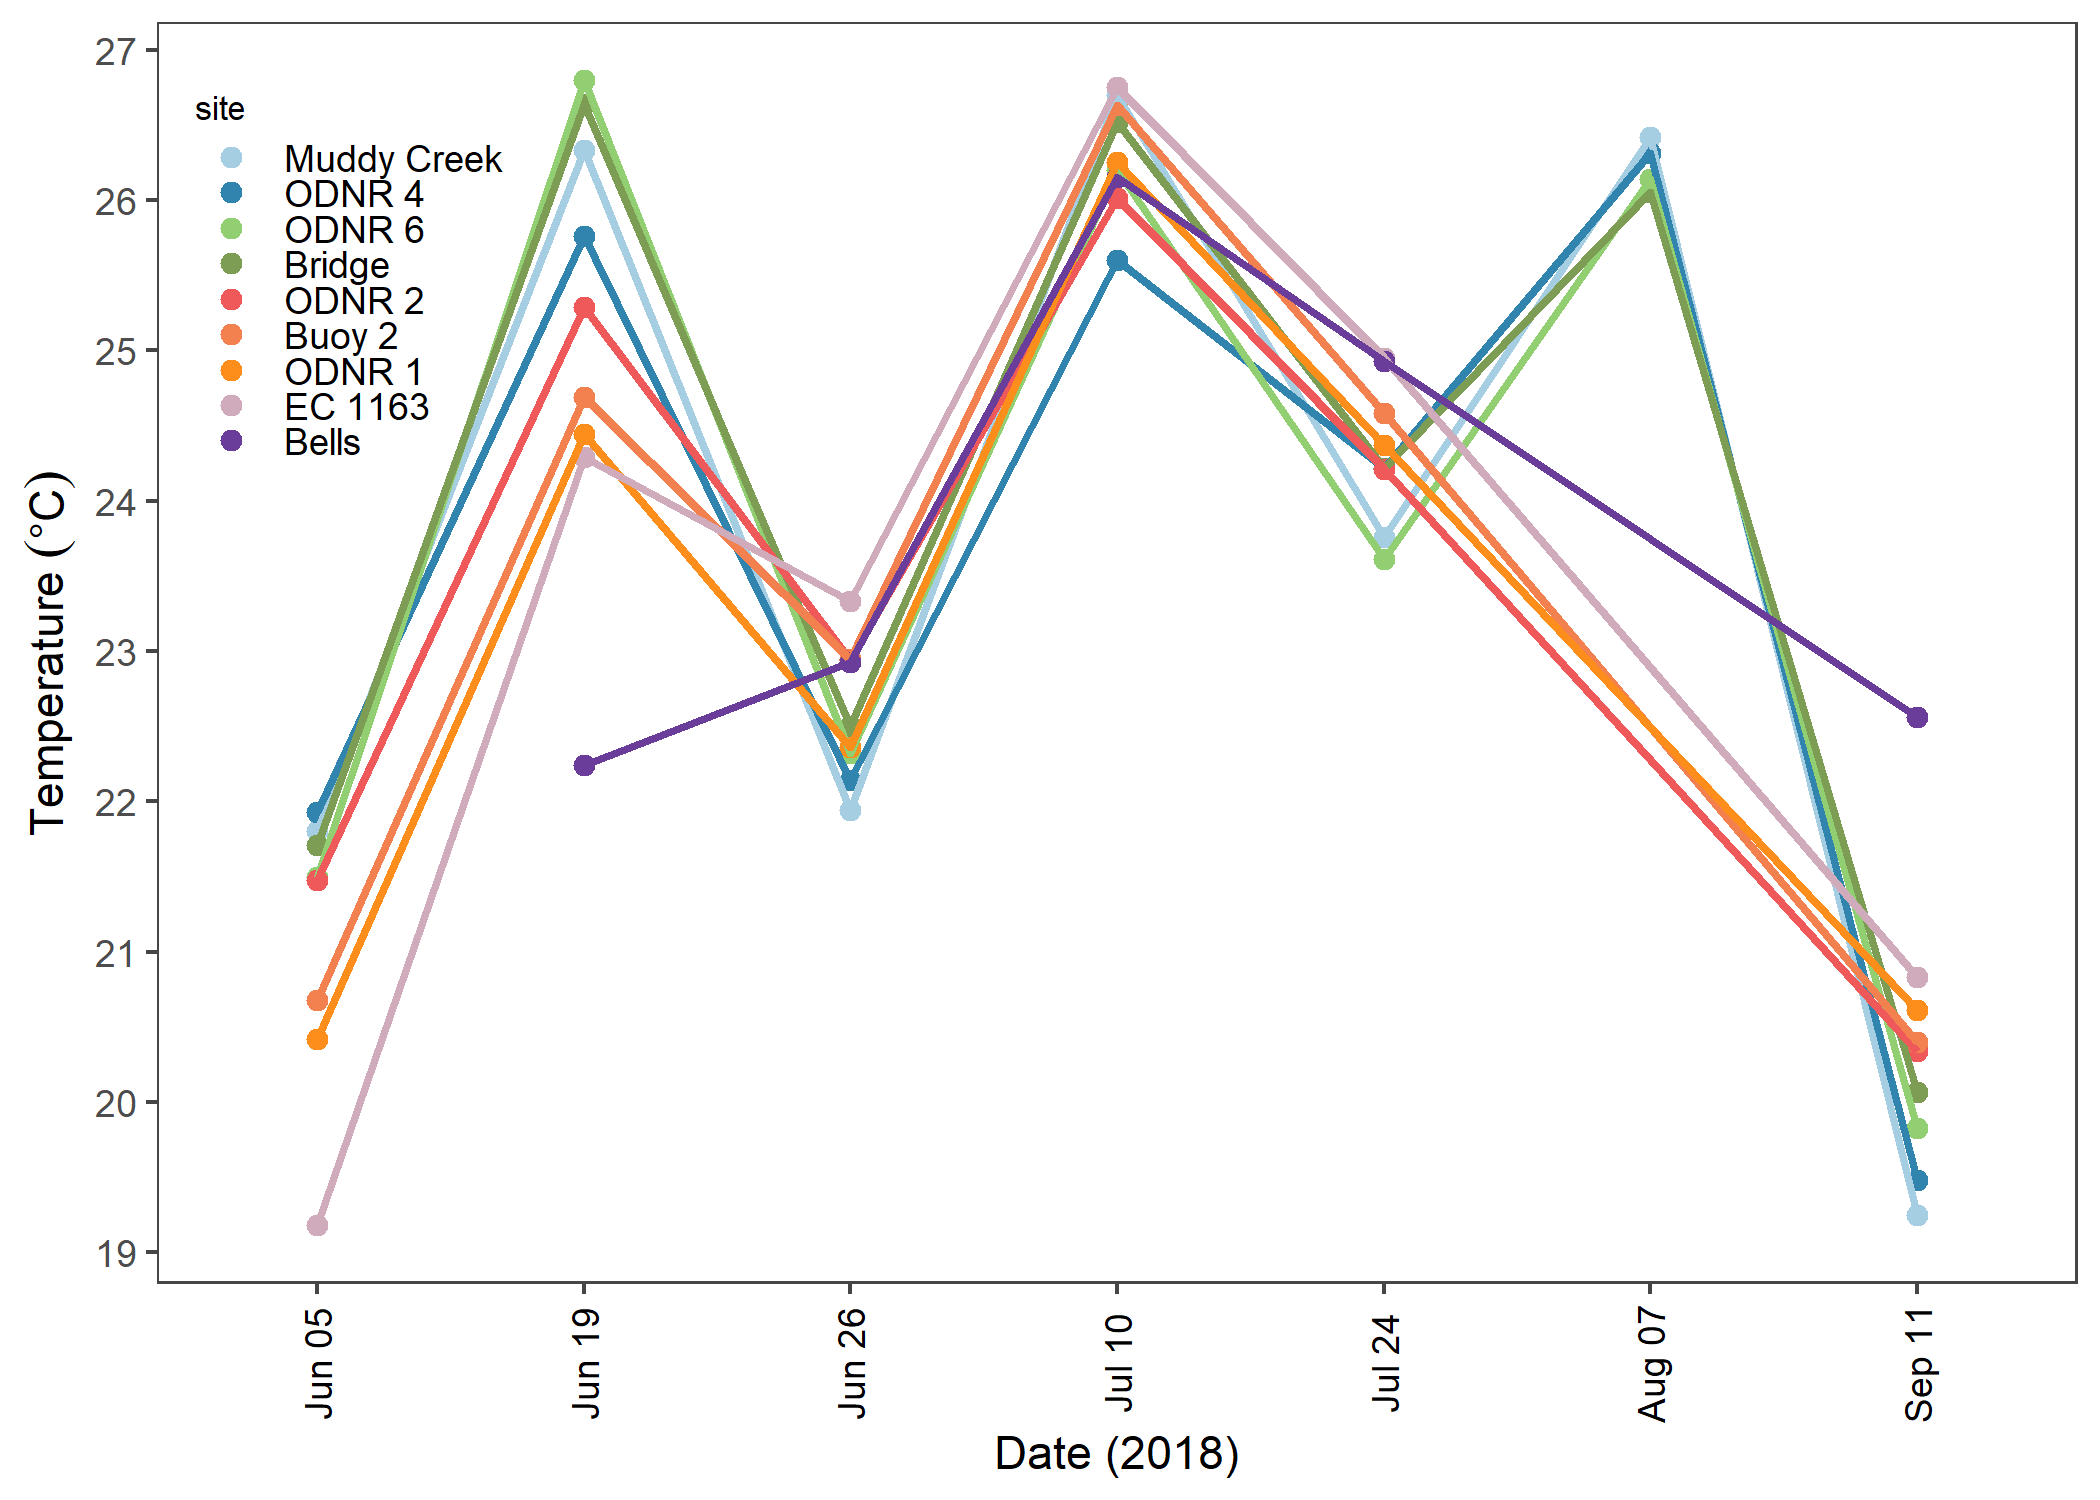 27
26
25
24
23
22
21
20
19
Temperature (°C)
site
Muddy Creek
ODNR 4
ODNR 6
Bridge
ODNR 2
Buoy 2
ODNR 1
EC 1163
Bells
Jun 05
Jun 19
Jun 26
Jul 10
Jul 24
Aug 07
Sep 11
Date (2018)